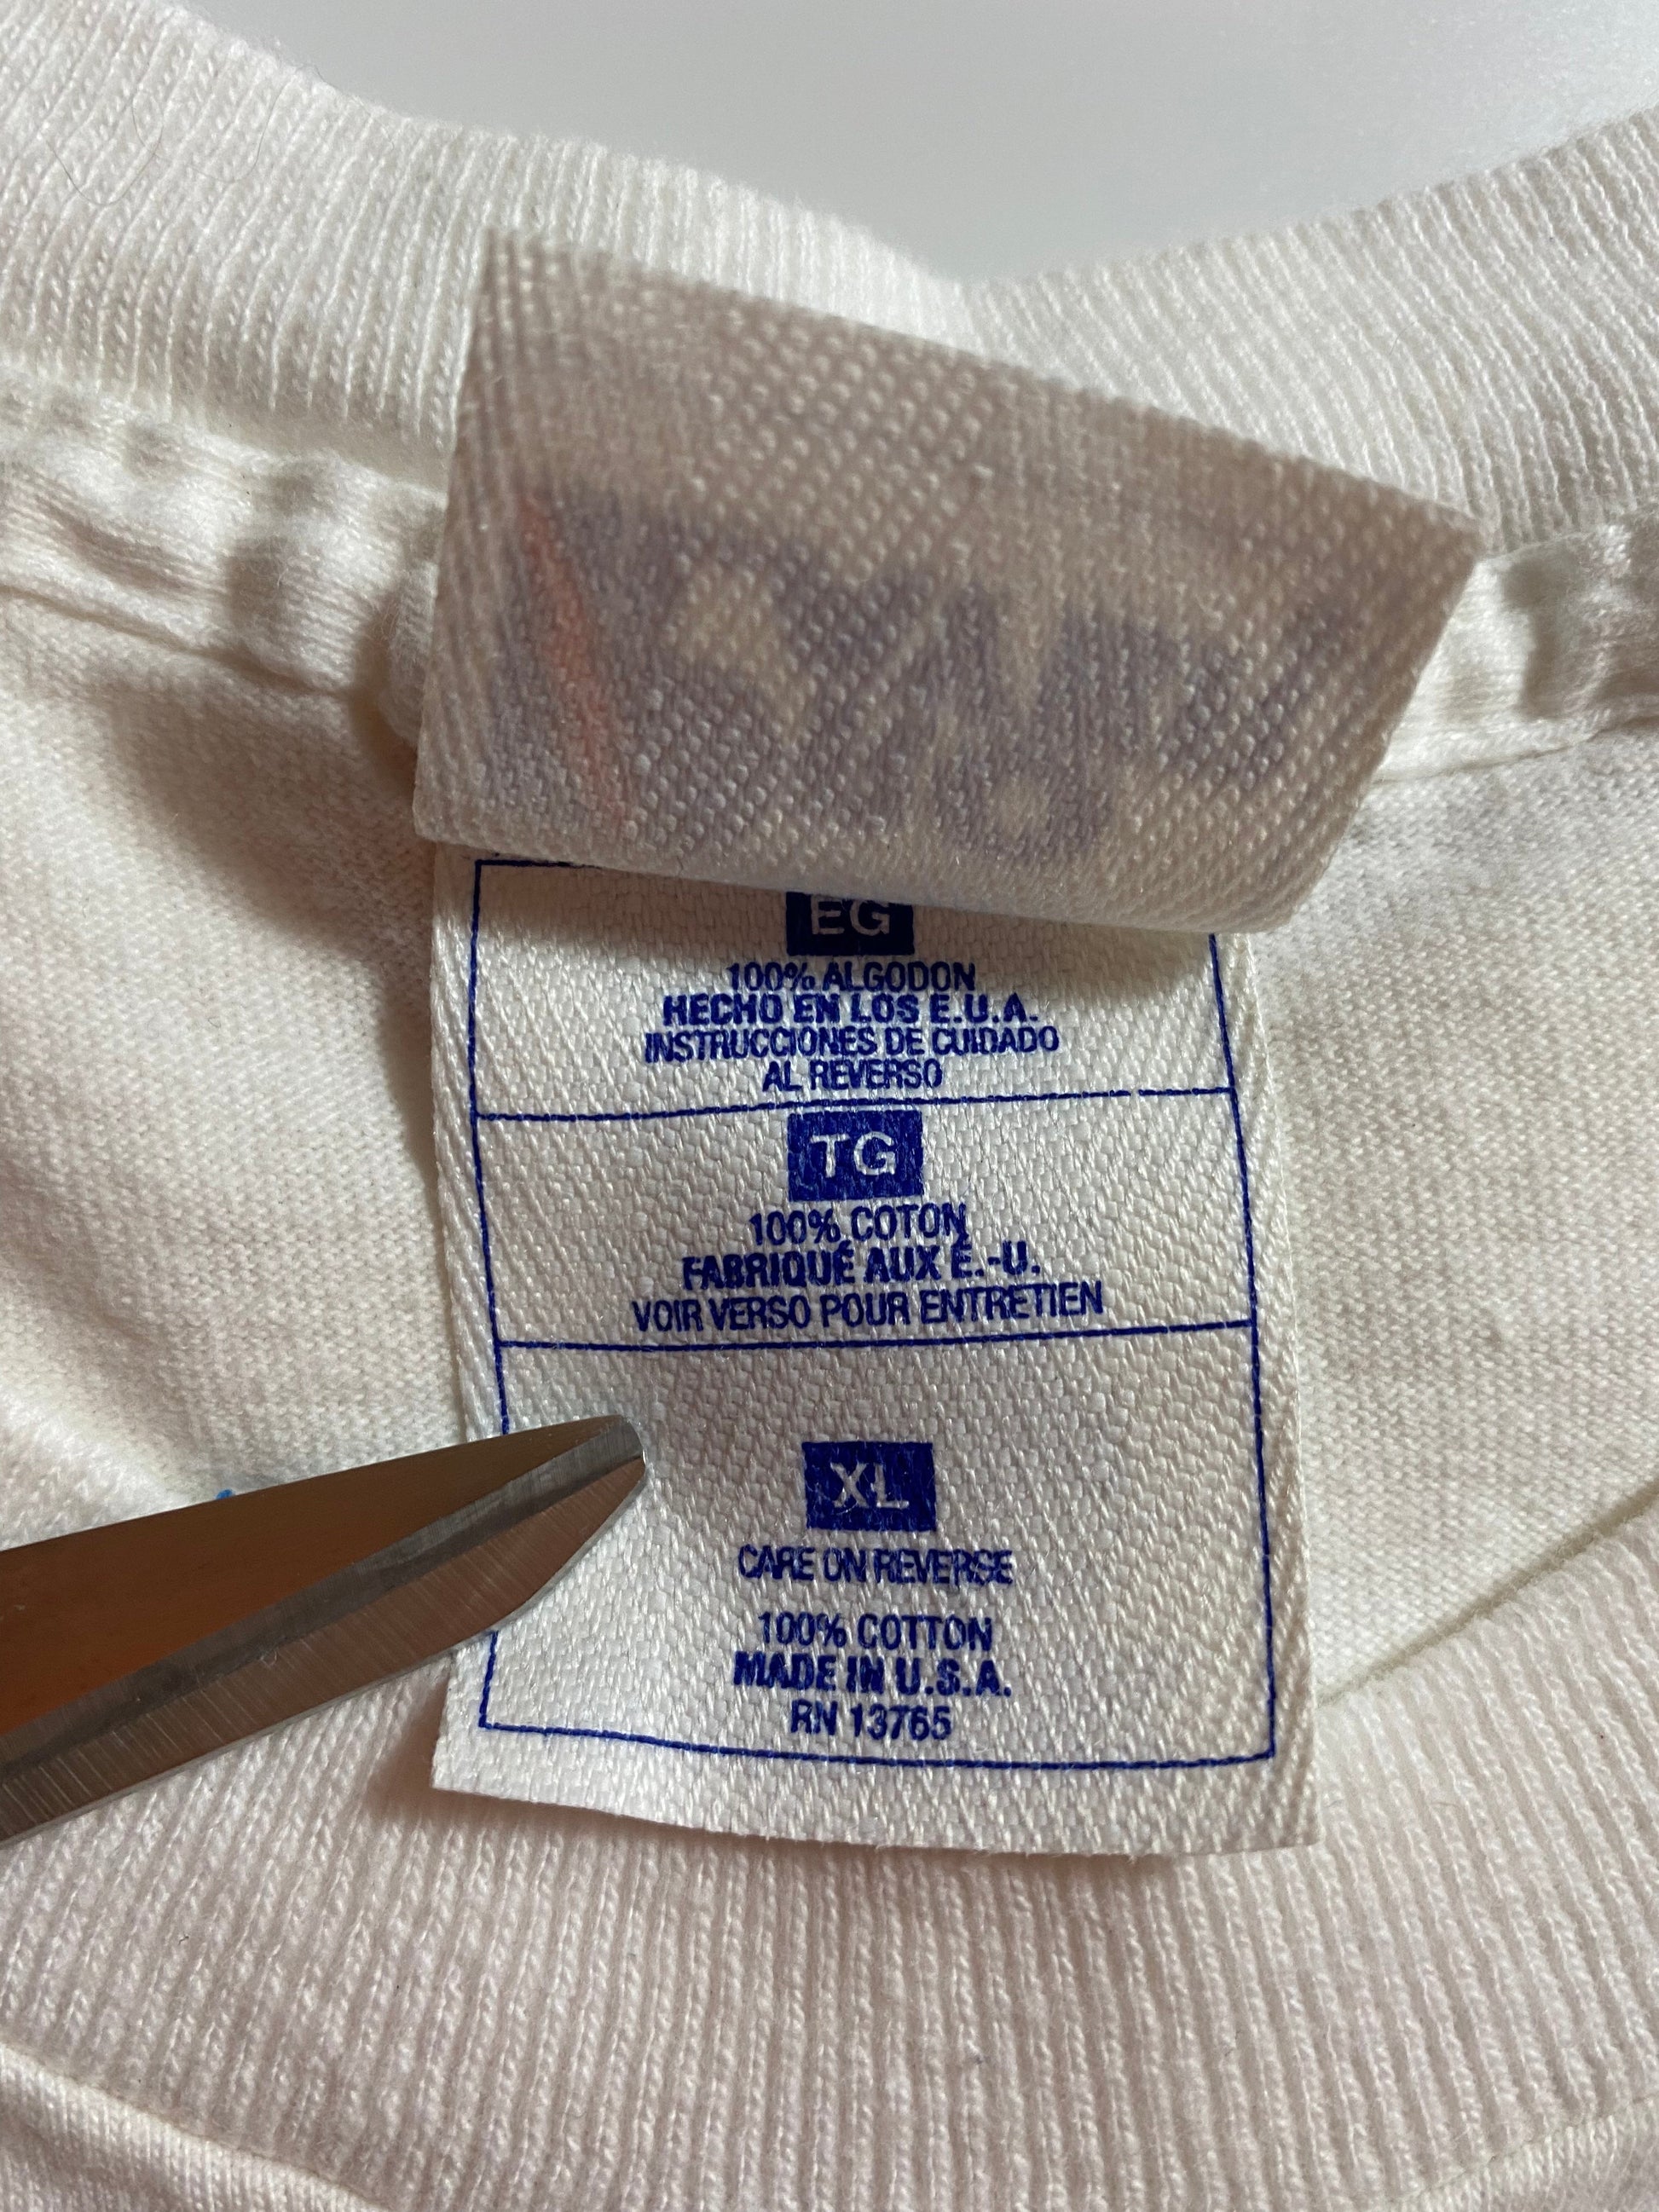 EG
100% ALGODON
HECHO EN LOS E.U.A.
INSTRUCCIONES DE CUIDADO
AL REVERSO
TG
100% COTON
FABRIQUÉ AUX É.-U.
VOIR VERSO POUR ENTRETIEN
XL
CARE ON REVERSE
100% COTTON
MADE IN U.S.A.
RN 13765